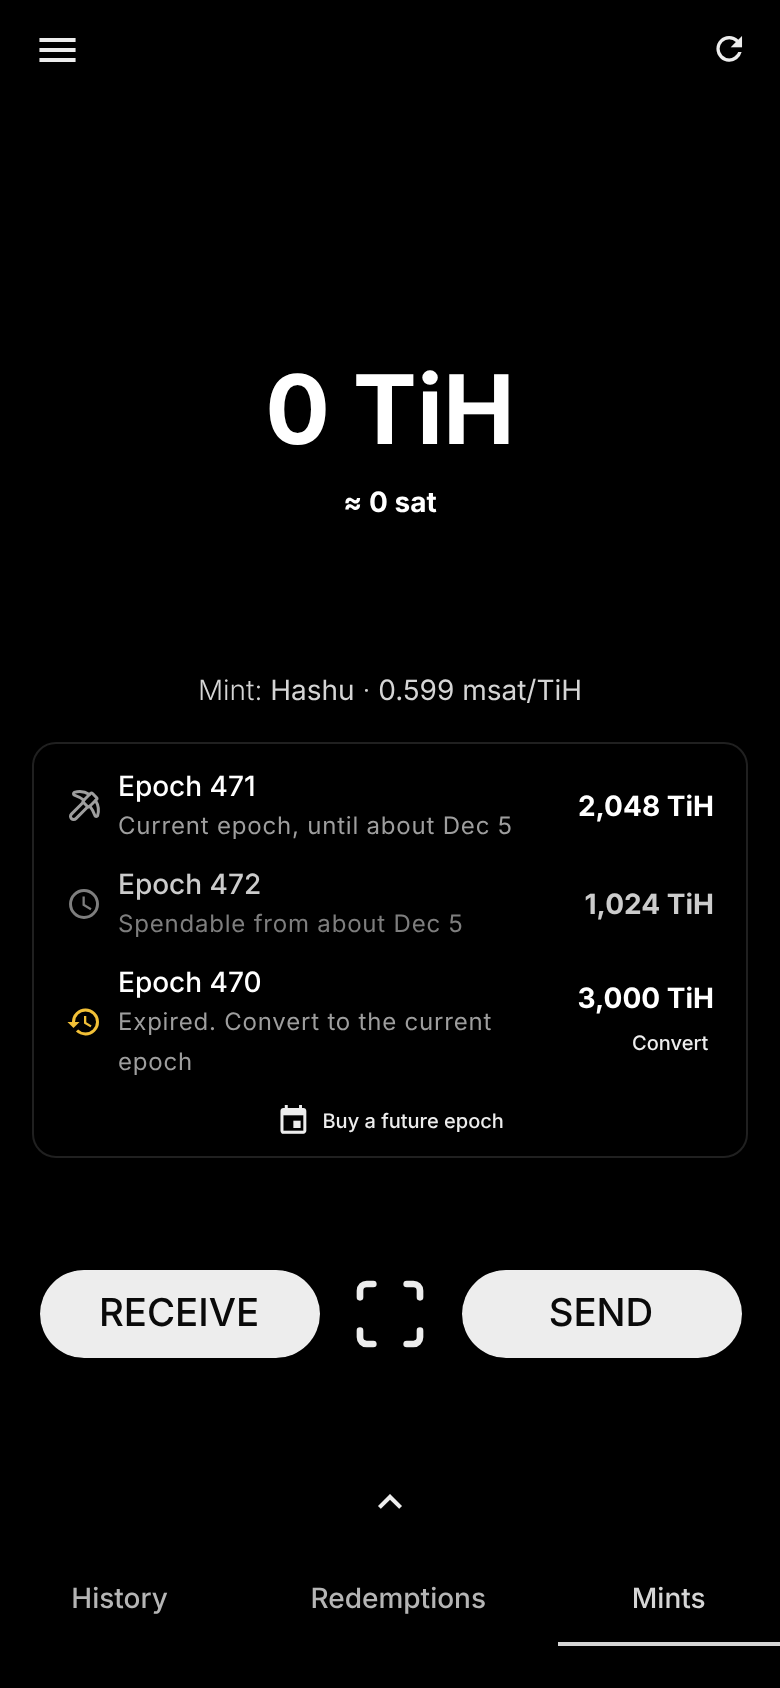 0 TiH
≈ 0 sat
Mint: Hashu · 0.599 msat/TiH
Epoch 471
Current epoch, until about Dec 5
2,048 TiH
Epoch 472
Spendable from about Dec 5
1,024 TiH
Epoch 470
Expired. Convert to the current
epoch
3,000 TiH
Convert
Buy a future epoch
RECEIVE
SEND
History
Redemptions
Mints